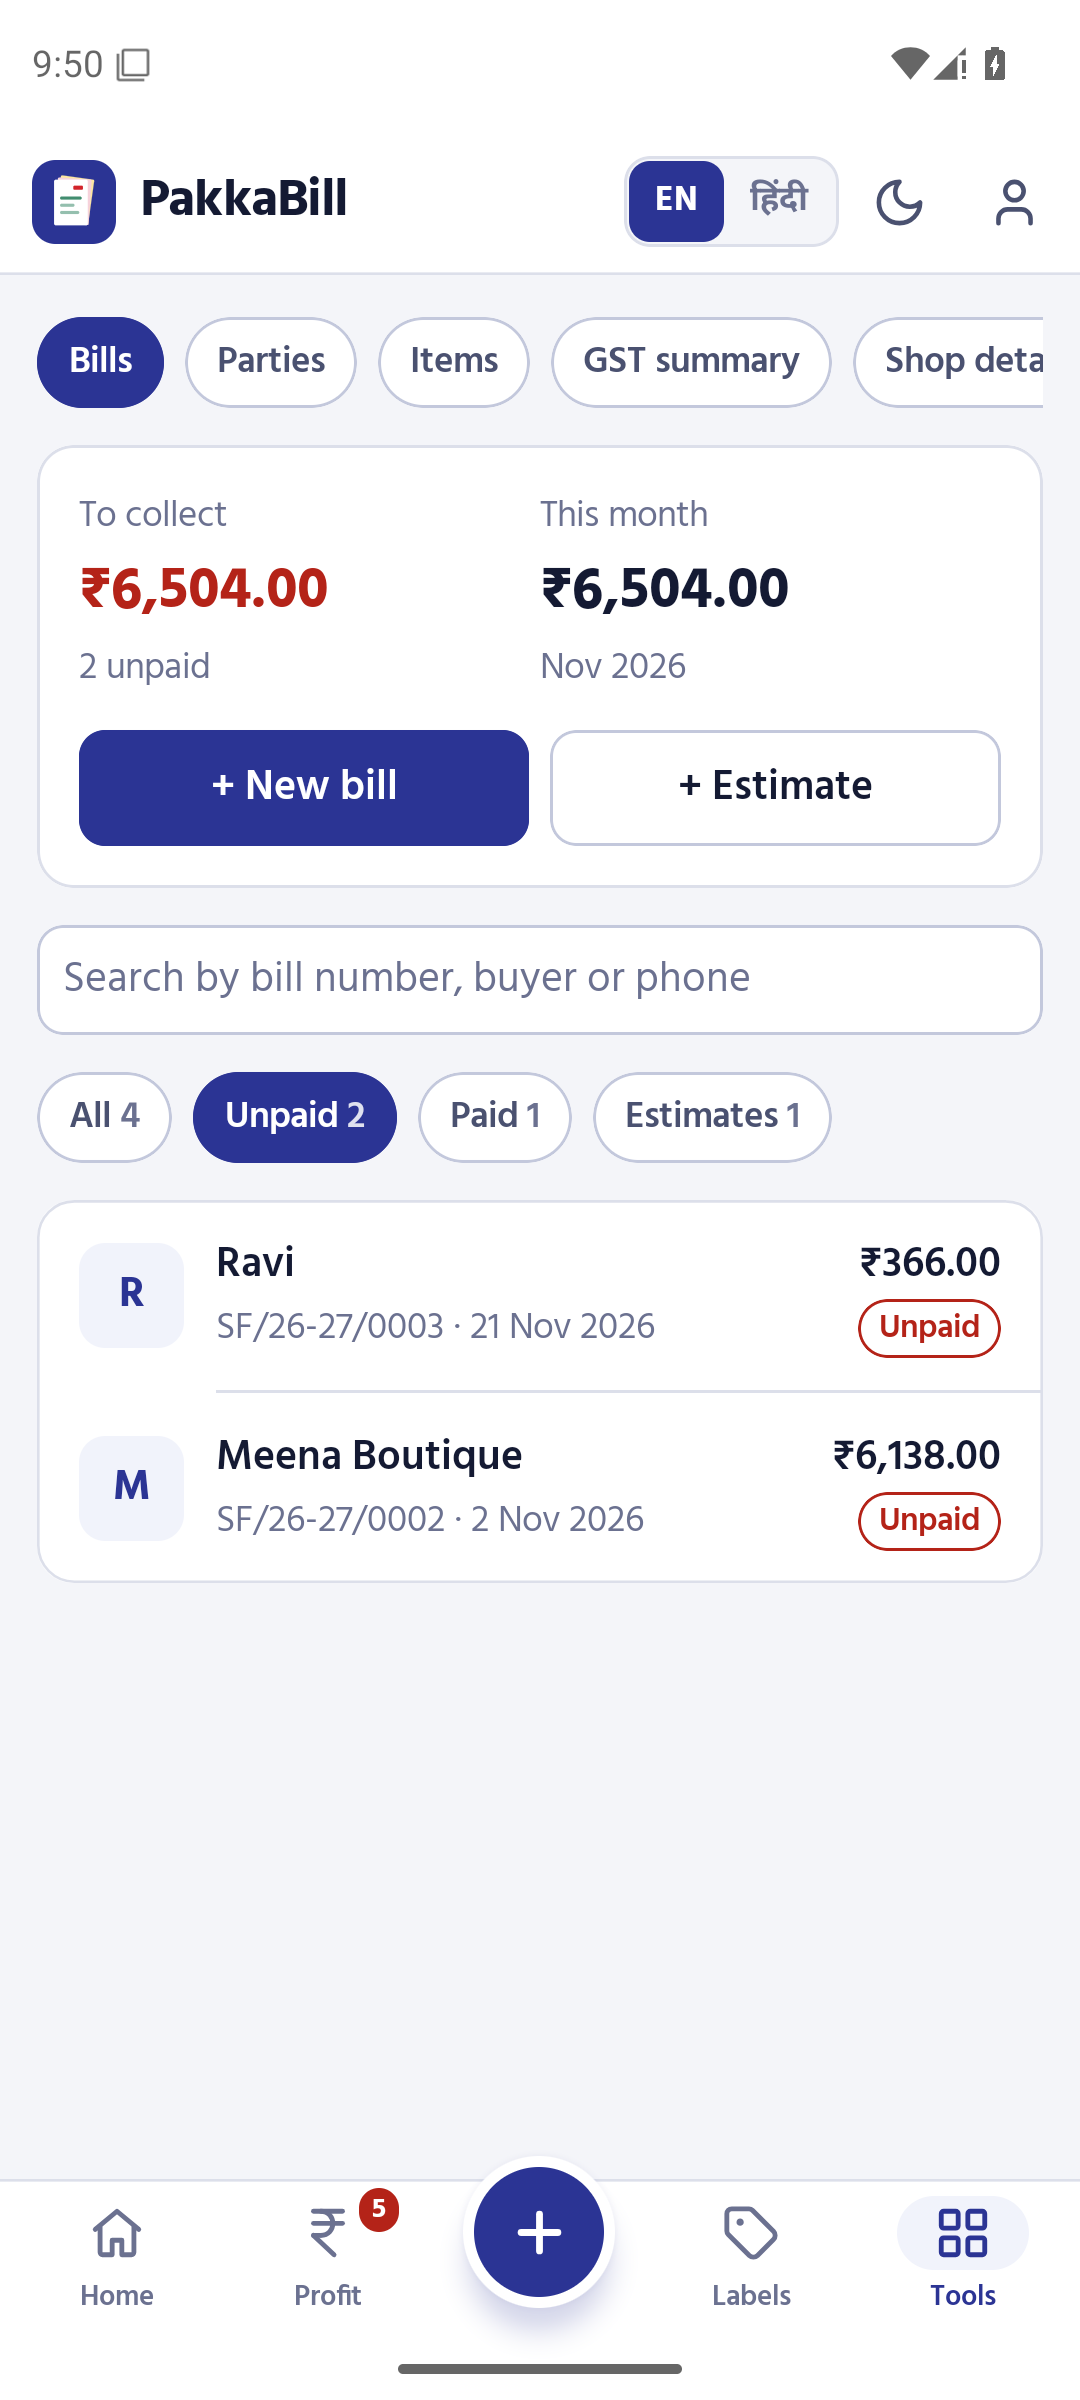 9:50
PakkaBill
EN हिंदी
Bills Parties Items GST summary Shop deta
To collect This month
₹6,504.00 ₹6,504.00
2 unpaid Nov 2026
+ New bill + Estimate
Search by bill number, buyer or phone
All 4 Unpaid 2 Paid 1 Estimates 1
R Ravi ₹366.00
SF/26-27/0003 · 21 Nov 2026 Unpaid
M Meena Boutique ₹6,138.00
SF/26-27/0002 · 2 Nov 2026 Unpaid
5
Home Profit Labels Tools